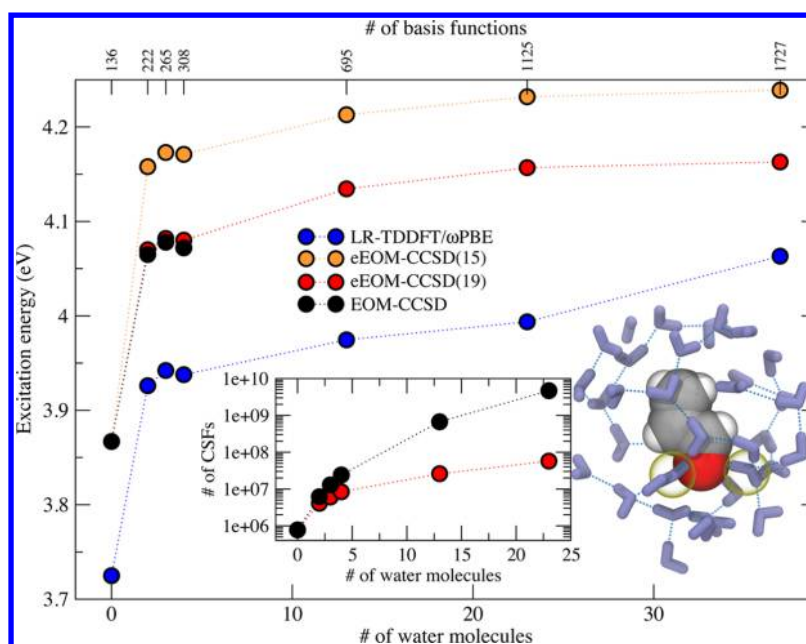 # of basis functions
136 222 265 308 695 1125 1727
4.2
4.1
4
3.9
3.8
3.7
Excitation energy (eV)
LR-TDDFT/ωPBE
eEOM-CCSD(15)
eEOM-CCSD(19)
EOM-CCSD
1e+10
1e+09
1e+08
1e+07
1e+06
# of CSFs
0 5 10 15 20 25
# of water molecules
0 10 20 30
# of water molecules